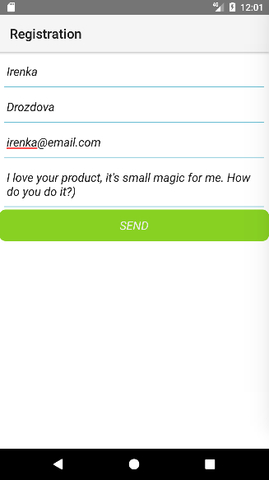 12:01
Registration
Irenka
Drozdova
irenka@email.com
I love your product, it's small magic for me. How
do you do it?)
SEND